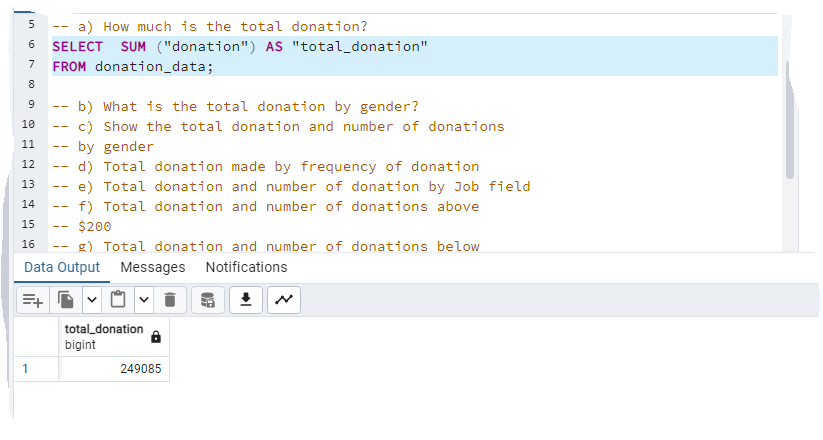 5 -- a) How much is the total donation?
6 SELECT  SUM ("donation") AS "total_donation"
7 FROM donation_data;
8
9 -- b) What is the total donation by gender?
10 -- c) Show the total donation and number of donations
11 -- by gender
12 -- d) Total donation made by frequency of donation
13 -- e) Total donation and number of donation by Job field
14 -- f) Total donation and number of donations above
15 -- $200
16 -- g) Total donation and number of donations below
Data Output Messages Notifications
total_donation
bigint
1 249085